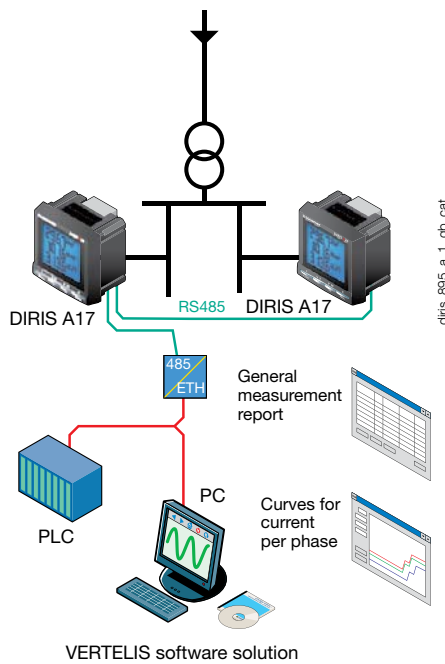 diris_895_a_1_gb_cat
RS485
DIRIS A17
DIRIS A17
485
ETH
General
measurement
report
PC
PLC
Curves for
current
per phase
VERTELIS software solution